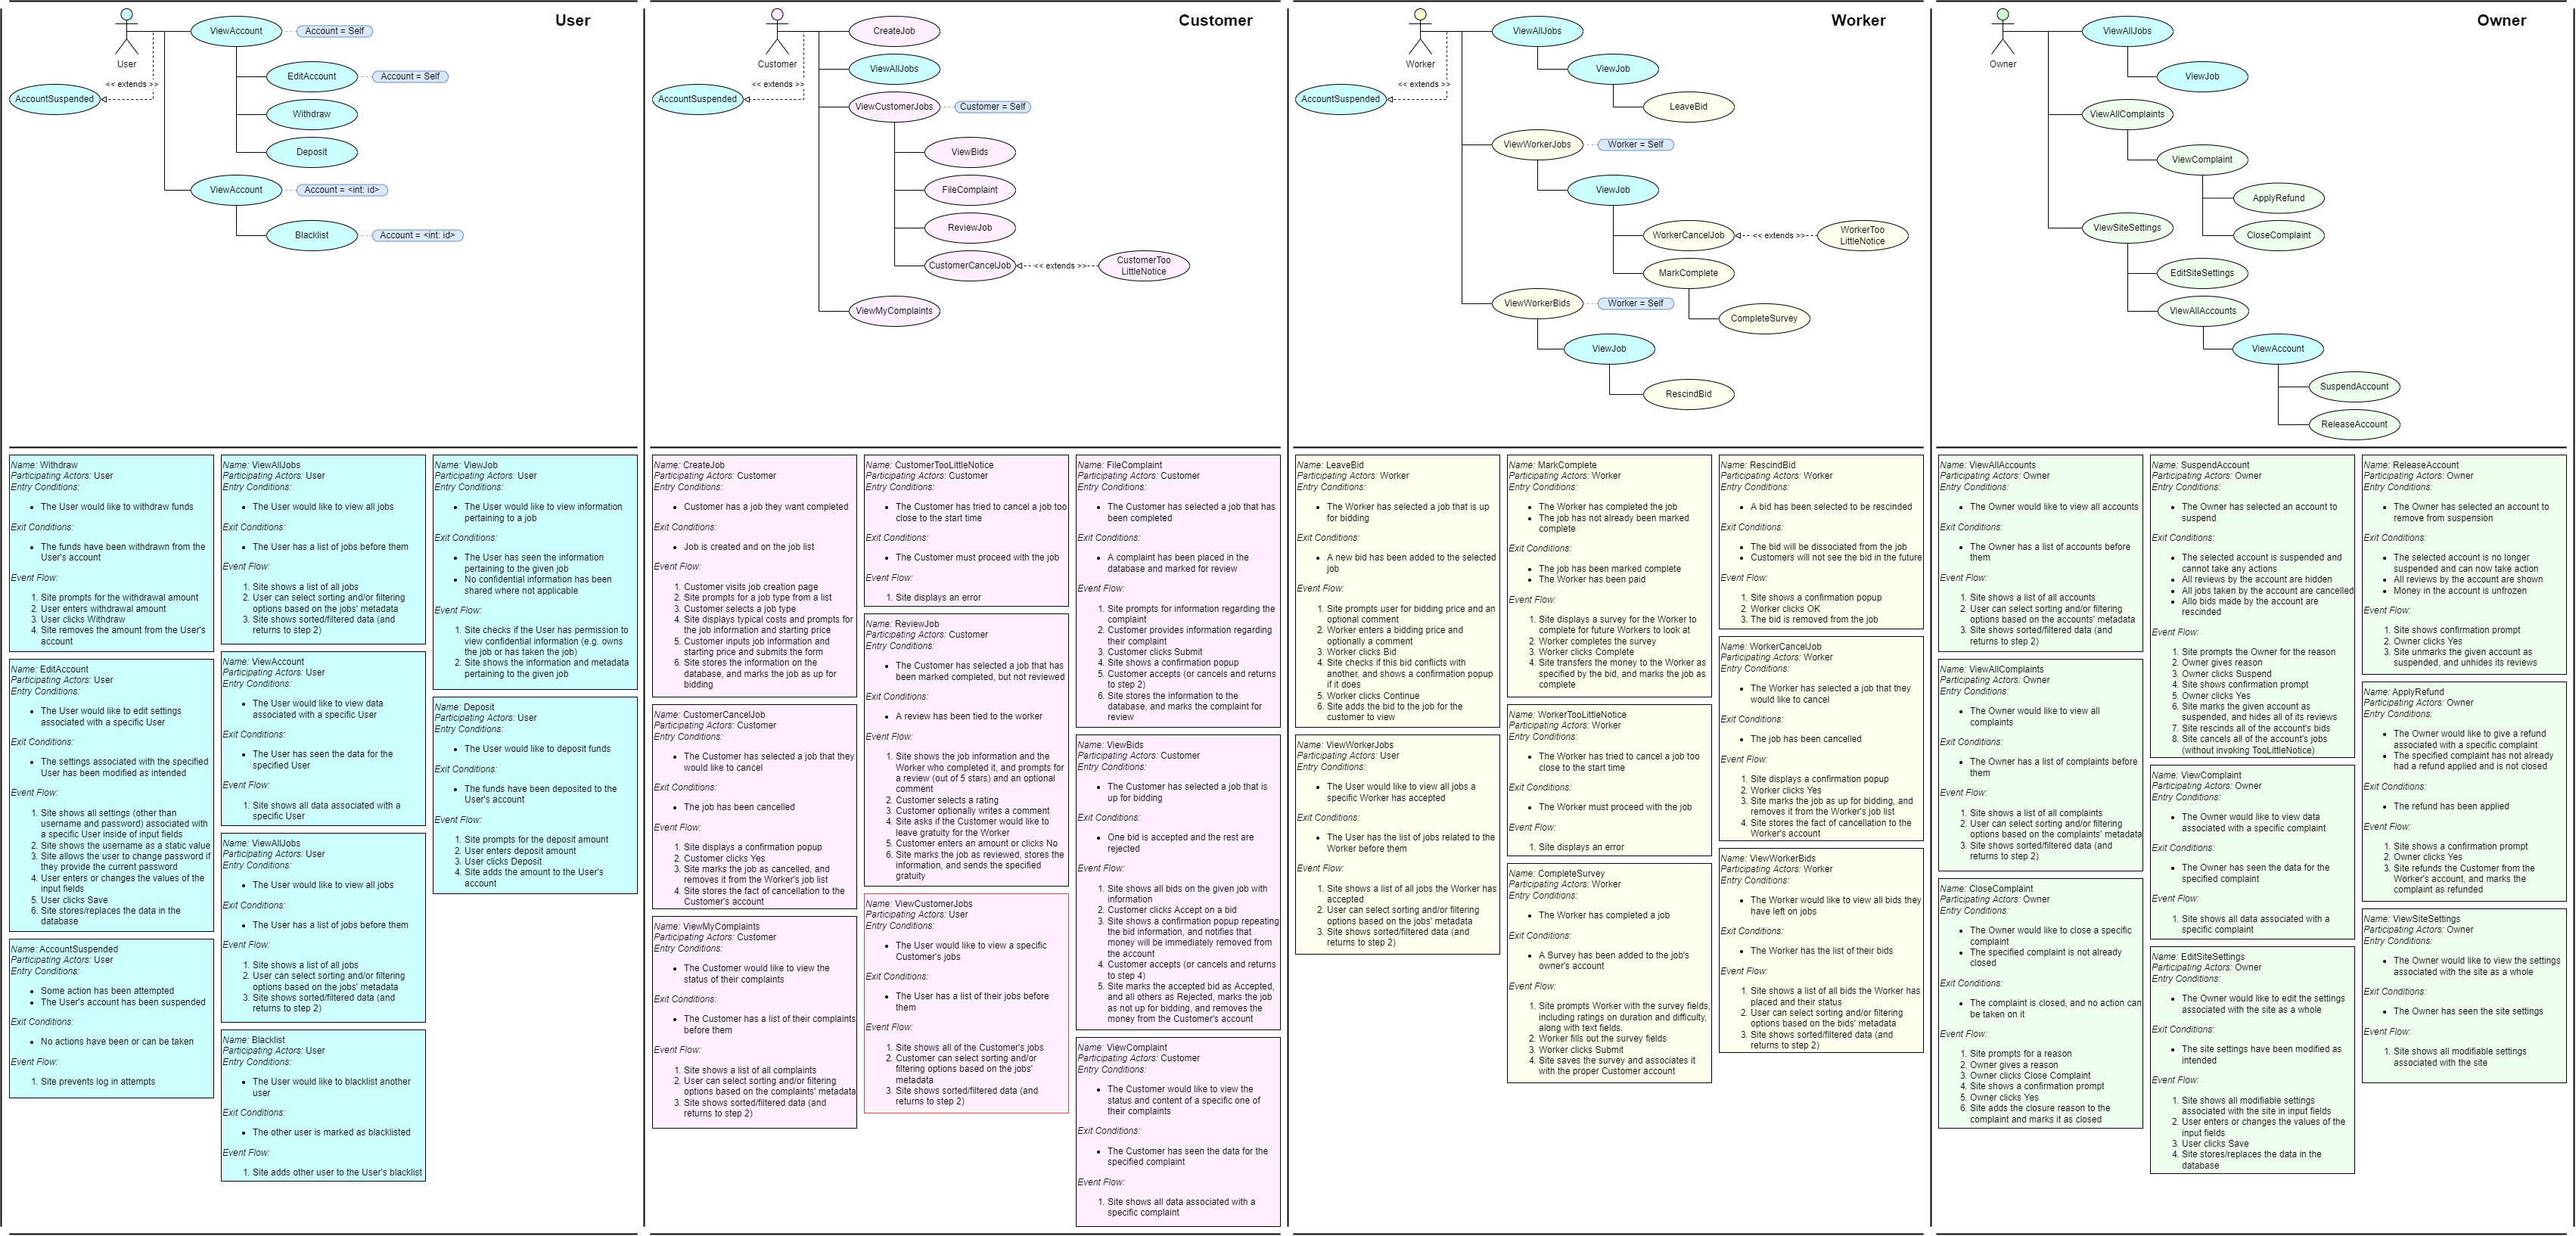 User
User
<< extends >>
AccountSuspended
ViewAccount
Account = Self
EditAccount
Account = Self
Withdraw
Deposit
ViewAccount
Account = <int: id>
Blacklist
Account = <int: id>
Name: Withdraw
Participating Actors: User
Entry Conditions:
• The User would like to withdraw funds
Exit Conditions:
• The funds have been withdrawn from the
User's account
Event Flow:
1. Site prompts for the withdrawal amount
2. User enters withdrawal amount
3. User clicks Withdraw
4. Site removes the amount from the User's
account
Name: EditAccount
Participating Actors: User
Entry Conditions:
• The User would like to edit settings
associated with a specific User
Exit Conditions:
• The settings associated with the specified
User has been modified as intended
Event Flow:
1. Site shows all settings (other than
username and password) associated with
a specific User inside of input fields
2. Site shows the username as a static value
3. Site allows the user to change password if
they provide the current password
4. User enters or changes the values of the
input fields
5. User clicks Save
6. Site stores/replaces the data in the
database
Name: AccountSuspended
Participating Actors: User
Entry Conditions:
• Some action has been attempted
• The User's account has been suspended
Exit Conditions:
• No actions have been or can be taken
Event Flow:
1. Site prevents log in attempts
Name: ViewAllJobs
Participating Actors: User
Entry Conditions:
• The User would like to view all jobs
Exit Conditions:
• The User has a list of jobs before them
Event Flow:
1. Site shows a list of all jobs
2. User can select sorting and/or filtering
options based on the jobs' metadata
3. Site shows sorted/filtered data (and
returns to step 2)
Name: ViewAccount
Participating Actors: User
Entry Conditions:
• The User would like to view data
associated with a specific User
Exit Conditions:
• The User has seen the data for the
specified User
Event Flow:
1. Site shows all data associated with a
specific User
Name: ViewAllJobs
Participating Actors: User
Entry Conditions:
• The User would like to view all jobs
Exit Conditions:
• The User has a list of jobs before them
Event Flow:
1. Site shows a list of all jobs
2. User can select sorting and/or filtering
options based on the jobs' metadata
3. Site shows sorted/filtered data (and
returns to step 2)
Name: Blacklist
Participating Actors: User
Entry Conditions:
• The User would like to blacklist another
user
Exit Conditions:
• The other user is marked as blacklisted
Event Flow:
1. Site adds other user to the User's blacklist
Name: ViewJob
Participating Actors: User
Entry Conditions:
• The User would like to view information
pertaining to a job
Exit Conditions:
• The User has seen the information
pertaining to the given job
• No confidential information has been
shared where not applicable
Event Flow:
1. Site checks if the User has permission to
view confidential information (e.g. owns
the job or has taken the job)
2. Site shows the information and metadata
pertaining to the given job
Name: Deposit
Participating Actors: User
Entry Conditions:
• The User would like to deposit funds
Exit Conditions:
• The funds have been deposited to the
User's account
Event Flow:
1. Site prompts for the deposit amount
2. User enters deposit amount
3. User clicks Deposit
4. Site adds the amount to the User's
account
Customer
Customer
<< extends >>
AccountSuspended
CreateJob
ViewAllJobs
ViewCustomerJobs
Customer = Self
ViewBids
FileComplaint
ReviewJob
CustomerCancelJob
<< extends >>
CustomerToo
LittleNotice
ViewMyComplaints
Name: CreateJob
Participating Actors: Customer
Entry Conditions:
• Customer has a job they want completed
Exit Conditions:
• Job is created and on the job list
Event Flow:
1. Customer visits job creation page
2. Site prompts for a job type from a list
3. Customer selects a job type
4. Site displays typical costs and prompts for
the job information and starting price
5. Customer inputs job information and
starting price and submits the form
6. Site stores the information on the
database, and marks the job as up for
bidding
Name: CustomerCancelJob
Participating Actors: Customer
Entry Conditions:
• The Customer has selected a job that they
would like to cancel
Exit Conditions:
• The job has been cancelled
Event Flow:
1. Site displays a confirmation popup
2. Customer clicks Yes
3. Site marks the job as cancelled, and
removes it from the Worker's job list
4. Site stores the fact of cancellation to the
Customer's account
Name: ViewMyComplaints
Participating Actors: Customer
Entry Conditions:
• The Customer would like to view the
status of their complaints
Exit Conditions:
• The Customer has a list of their complaints
before them
Event Flow:
1. Site shows a list of all complaints
2. User can select sorting and/or filtering
options based on the complaints' metadata
3. Site shows sorted/filtered data (and
returns to step 2)
Name: CustomerTooLittleNotice
Participating Actors: Customer
Entry Conditions:
• The Customer has tried to cancel a job too
close to the start time
Exit Conditions:
• The Customer must proceed with the job
Event Flow:
1. Site displays an error
Name: ReviewJob
Participating Actors: Customer
Entry Conditions:
• The Customer has selected a job that has
been marked completed, but not reviewed
Exit Conditions:
• A review has been tied to the worker
Event Flow:
1. Site shows the job information and the
Worker who completed it, and prompts for
a review (out of 5 stars) and an optional
comment
2. Customer selects a rating
3. Customer optionally writes a comment
4. Site asks if the Customer would like to
leave gratuity for the Worker
5. Customer enters an amount or clicks No
6. Site marks the job as reviewed, stores the
information, and sends the specified
gratuity
Name: ViewCustomerJobs
Participating Actors: User
Entry Conditions:
• The User would like to view a specific
Customer's jobs
Exit Conditions:
• The User has a list of their jobs before
them
Event Flow:
1. Site shows all of the Customer's jobs
2. Customer can select sorting and/or
filtering options based on the jobs'
metadata
3. Site shows sorted/filtered data (and
returns to step 2)
Name: FileComplaint
Participating Actors: Customer
Entry Conditions:
• The Customer has selected a job that has
been completed
Exit Conditions:
• A complaint has been placed in the
database and marked for review
Event Flow:
1. Site prompts for information regarding the
complaint
2. Customer provides information regarding
their complaint
3. Customer clicks Submit
4. Site shows a confirmation popup
5. Customer accepts (or cancels and returns
to step 2)
6. Site stores the information to the
database, and marks the complaint for
review
Name: ViewBids
Participating Actors: Customer
Entry Conditions:
• The Customer has selected a job that is
up for bidding
Exit Conditions:
• One bid is accepted and the rest are
rejected
Event Flow:
1. Site shows all bids on the given job with
information
2. Customer clicks Accept on a bid
3. Site shows a confirmation popup repeating
the bid information, and notifies that
money will be immediately removed from
the account
4. Customer accepts (or cancels and returns
to step 4)
5. Site marks the accepted bid as Accepted,
and all others as Rejected, marks the job
as not up for bidding, and removes the
money from the Customer's account
Name: ViewComplaint
Participating Actors: Customer
Entry Conditions:
• The Customer would like to view the
status and content of a specific one of
their complaints
Exit Conditions:
• The Customer has seen the data for the
specified complaint
Event Flow:
1. Site shows all data associated with a
specific complaint
Worker
Worker
<< extends >>
AccountSuspended
ViewAllJobs
ViewJob
LeaveBid
ViewWorkerJobs
Worker = Self
ViewJob
WorkerCancelJob
<< extends >>
WorkerToo
LittleNotice
MarkComplete
CompleteSurvey
ViewWorkerBids
Worker = Self
ViewJob
RescindBid
Name: LeaveBid
Participating Actors: Worker
Entry Conditions:
• The Worker has selected a job that is up
for bidding
Exit Conditions:
• A new bid has been added to the selected
job
Event Flow:
1. Site prompts user for bidding price and an
optional comment
2. Worker enters a bidding price and
optionally a comment
3. Worker clicks Bid
4. Site checks if this bid conflicts with
another, and shows a confirmation popup
if it does
5. Worker clicks Continue
6. Site adds the bid to the job for the
customer to view
Name: ViewWorkerJobs
Participating Actors: User
Entry Conditions:
• The User would like to view all jobs a
specific Worker has accepted
Exit Conditions:
• The User has the list of jobs related to the
Worker before them
Event Flow:
1. Site shows a list of all jobs the Worker has
accepted
2. User can select sorting and/or filtering
options based on the jobs' metadata
3. Site shows sorted/filtered data (and
returns to step 2)
Name: MarkComplete
Participating Actors: Worker
Entry Conditions:
• The Worker has completed the job
• The job has not already been marked
complete
Exit Conditions:
• The job has been marked complete
• The Worker has been paid
Event Flow:
1. Site displays a survey for the Worker to
complete for future Workers to look at
2. Worker completes the survey
3. Worker clicks Complete
4. Site transfers the money to the Worker as
specified by the bid, and marks the job as
complete
Name: WorkerTooLittleNotice
Participating Actors: Worker
Entry Conditions:
• The Worker has tried to cancel a job too
close to the start time
Exit Conditions:
• The Worker must proceed with the job
Event Flow:
1. Site displays an error
Name: CompleteSurvey
Participating Actors: Worker
Entry Conditions:
• The Worker has completed a job
Exit Conditions:
• A Survey has been added to the job's
owner's account
Event Flow:
1. Site prompts Worker with the survey fields,
including ratings on duration and difficulty,
along with text fields.
2. Worker fills out the survey fields
3. Worker clicks Submit
4. Site saves the survey and associates it
with the proper Customer account
Name: RescindBid
Participating Actors: Worker
Entry Conditions:
• A bid has been selected to be rescinded
Exit Conditions:
• The bid will be dissociated from the job
• Customers will not see the bid in the future
Event Flow:
1. Site shows a confirmation popup
2. Worker clicks OK
3. The bid is removed from the job
Name: WorkerCancelJob
Participating Actors: Worker
Entry Conditions:
• The Worker has selected a job that they
would like to cancel
Exit Conditions:
• The job has been cancelled
Event Flow:
1. Site displays a confirmation popup
2. Worker clicks Yes
3. Site marks the job as up for bidding, and
removes it from the Worker's job list
4. Site stores the fact of cancellation to the
Worker's account
Name: ViewWorkerBids
Participating Actors: Worker
Entry Conditions:
• The Worker would like to view all bids they
have left on jobs
Exit Conditions:
• The Worker has the list of their bids
Event Flow:
1. Site shows a list of all bids the Worker has
placed and their status
2. User can select sorting and/or filtering
options based on the bids' metadata
3. Site shows sorted/filtered data (and
returns to step 2)
Owner
Owner
ViewAllJobs
ViewJob
ViewAllComplaints
ViewComplaint
ApplyRefund
CloseComplaint
ViewSiteSettings
EditSiteSettings
ViewAllAccounts
ViewAccount
SuspendAccount
ReleaseAccount
Name: ViewAllAccounts
Participating Actors: Owner
Entry Conditions:
• The Owner would like to view all accounts
Exit Conditions:
• The Owner has a list of accounts before
them
Event Flow:
1. Site shows a list of all accounts
2. User can select sorting and/or filtering
options based on the accounts' metadata
3. Site shows sorted/filtered data (and
returns to step 2)
Name: ViewAllComplaints
Participating Actors: Owner
Entry Conditions:
• The Owner would like to view all
complaints
Exit Conditions:
• The Owner has a list of complaints before
them
Event Flow:
1. Site shows a list of all complaints
2. User can select sorting and/or filtering
options based on the complaints' metadata
3. Site shows sorted/filtered data (and
returns to step 2)
Name: CloseComplaint
Participating Actors: Owner
Entry Conditions:
• The Owner would like to close a specific
complaint
• The specified complaint is not already
closed
Exit Conditions:
• The complaint is closed, and no action can
be taken on it
Event Flow:
1. Site prompts for a reason
2. Owner gives a reason
3. Owner clicks Close Complaint
4. Site shows a confirmation prompt
5. Owner clicks Yes
6. Site adds the closure reason to the
complaint and marks it as closed
Name: SuspendAccount
Participating Actors: Owner
Entry Conditions:
• The Owner has selected an account to
suspend
Exit Conditions:
• The selected account is suspended and
cannot take any actions
• All reviews by the account are hidden
• All jobs taken by the account are cancelled
• Allo bids made by the account are
rescinded
Event Flow:
1. Site prompts the Owner for the reason
2. Owner gives reason
3. Owner clicks Suspend
4. Site shows confirmation prompt
5. Owner clicks Yes
6. Site marks the given account as
suspended, and hides all of its reviews
7. Site rescinds all of the account's bids
8. Site cancels all of the account's jobs
(without invoking TooLittleNotice)
Name: ViewComplaint
Participating Actors: Owner
Entry Conditions:
• The Owner would like to view data
associated with a specific complaint
Exit Conditions:
• The Owner has seen the data for the
specified complaint
Event Flow:
1. Site shows all data associated with a
specific complaint
Name: EditSiteSettings
Participating Actors: Owner
Entry Conditions:
• The Owner would like to edit the settings
associated with the site as a whole
Exit Conditions:
• The site settings have been modified as
intended
Event Flow:
1. Site shows all modifiable settings
associated with the site in input fields
2. User enters or changes the values of the
input fields
3. User clicks Save
4. Site stores/replaces the data in the
database
Name: ReleaseAccount
Participating Actors: Owner
Entry Conditions:
• The Owner has selected an account to
remove from suspension
Exit Conditions:
• The selected account is no longer
suspended and can now take action
• All reviews by the account are shown
• Money in the account is unfrozen
Event Flow:
1. Site shows confirmation prompt
2. Owner clicks Yes
3. Site unmarks the given account as
suspended, and unhides its reviews
Name: ApplyRefund
Participating Actors: Owner
Entry Conditions:
• The Owner would like to give a refund
associated with a specific complaint
• The specified complaint has not already
had a refund applied and is not closed
Exit Conditions:
• The refund has been applied
Event Flow:
1. Site shows a confirmation prompt
2. Owner clicks Yes
3. Site refunds the Customer from the
Worker's account, and marks the
complaint as refunded
Name: ViewSiteSettings
Participating Actors: Owner
Entry Conditions:
• The Owner would like to view the settings
associated with the site as a whole
Exit Conditions:
• The Owner has seen the site settings
Event Flow:
1. Site shows all modifiable settings
associated with the site